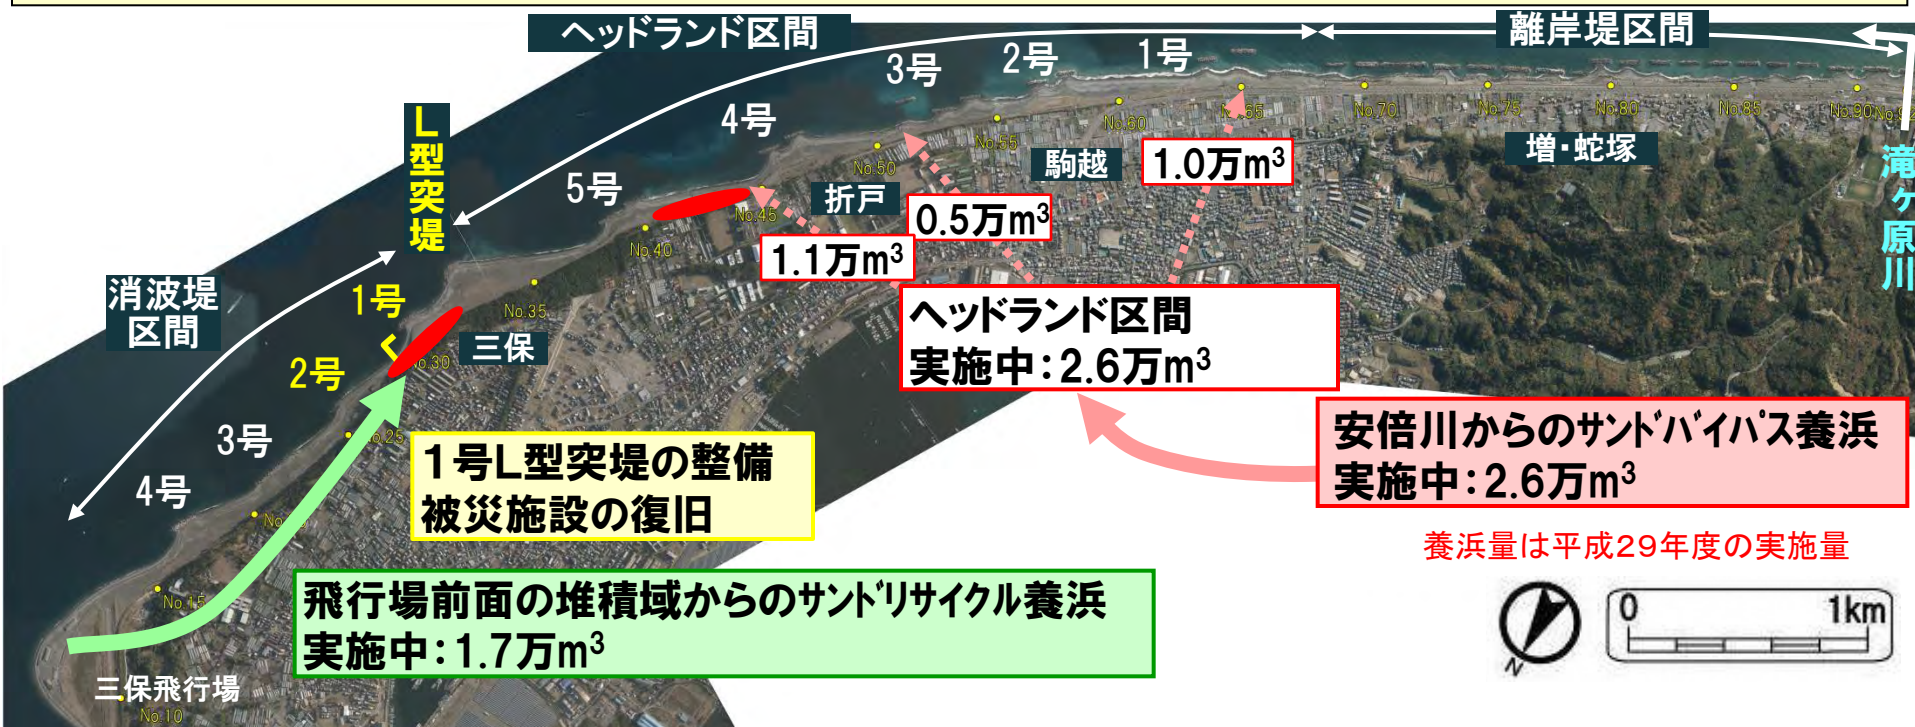 ヘッドランド区間
離岸堤区間
3号
2号
1号
4号
5号
L型突堤
No.70
No.75
No.80
No.85
No.90
No.60
No.55
No.50
No.45
No.40
No.35
駒越
1.0万m³
増・蛇塚
滝ヶ原川
折戸
0.5万m³
1.1万m³
消波堤
区間
1号
2号
3号
4号
三保
ヘッドランド区間
実施中：2.6万m³
安倍川からのサンドバイパス養浜
実施中：2.6万m³
1号L型突堤の整備
被災施設の復旧
養浜量は平成29年度の実施量
飛行場前面の堆積域からのサンドリサイクル養浜
実施中：1.7万m³
No.15
三保飛行場
No.10
N
0 1km